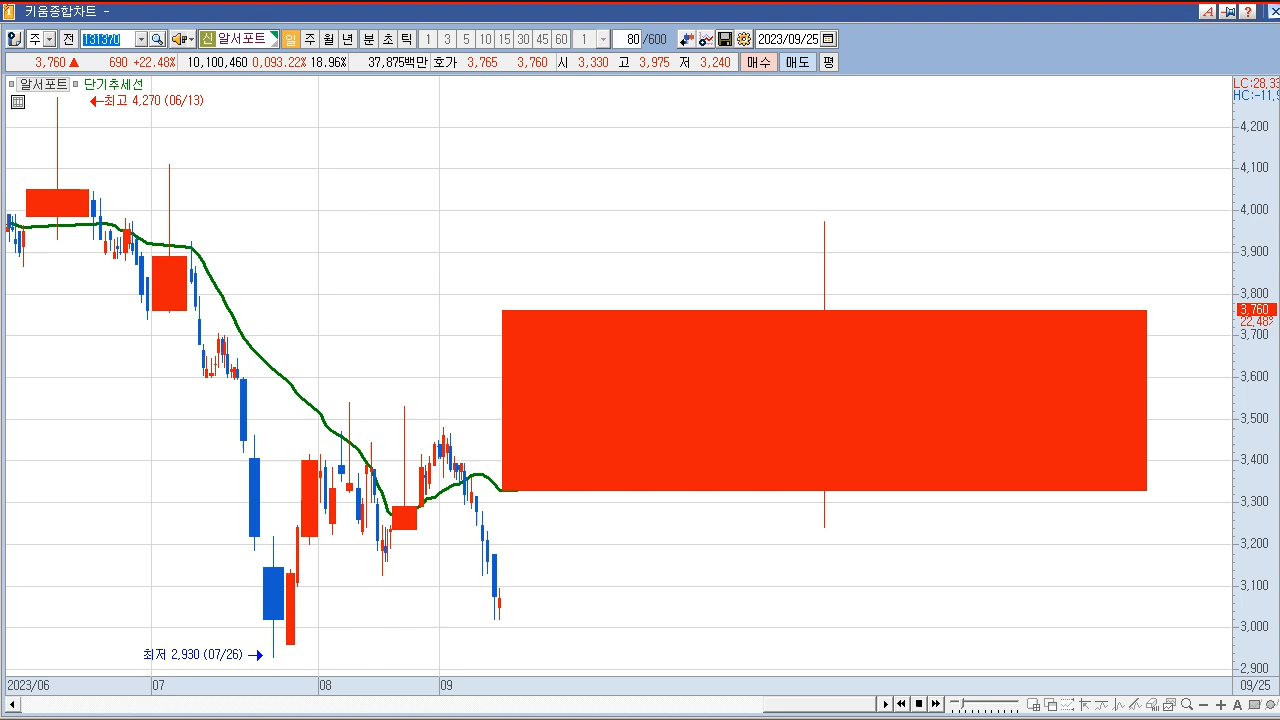 키움종합차트 -
주 전 131370 신 알서포트 일 주 월 년 분 초 틱 1 3 5 10 15 30 45 60 1 80 /600 2023/09/25
3,760 ▲ 690 +22.48% 10,100,460 0,093.22% 18.96% 37,875백만 호가 3,765 3,760 시 3,330 고 3,975 저 3,240 매수 매도 평
알서포트 단기추세선
LC:28,33
HC:-11,9
←최고 4,270 (06/13)
4,200
4,100
4,000
3,900
3,800
3,760
22,48%
3,700
3,600
3,500
3,400
3,300
3,200
3,100
3,000
2,900
최저 2,930 (07/26) →
2023/06 07 08 09 09/25